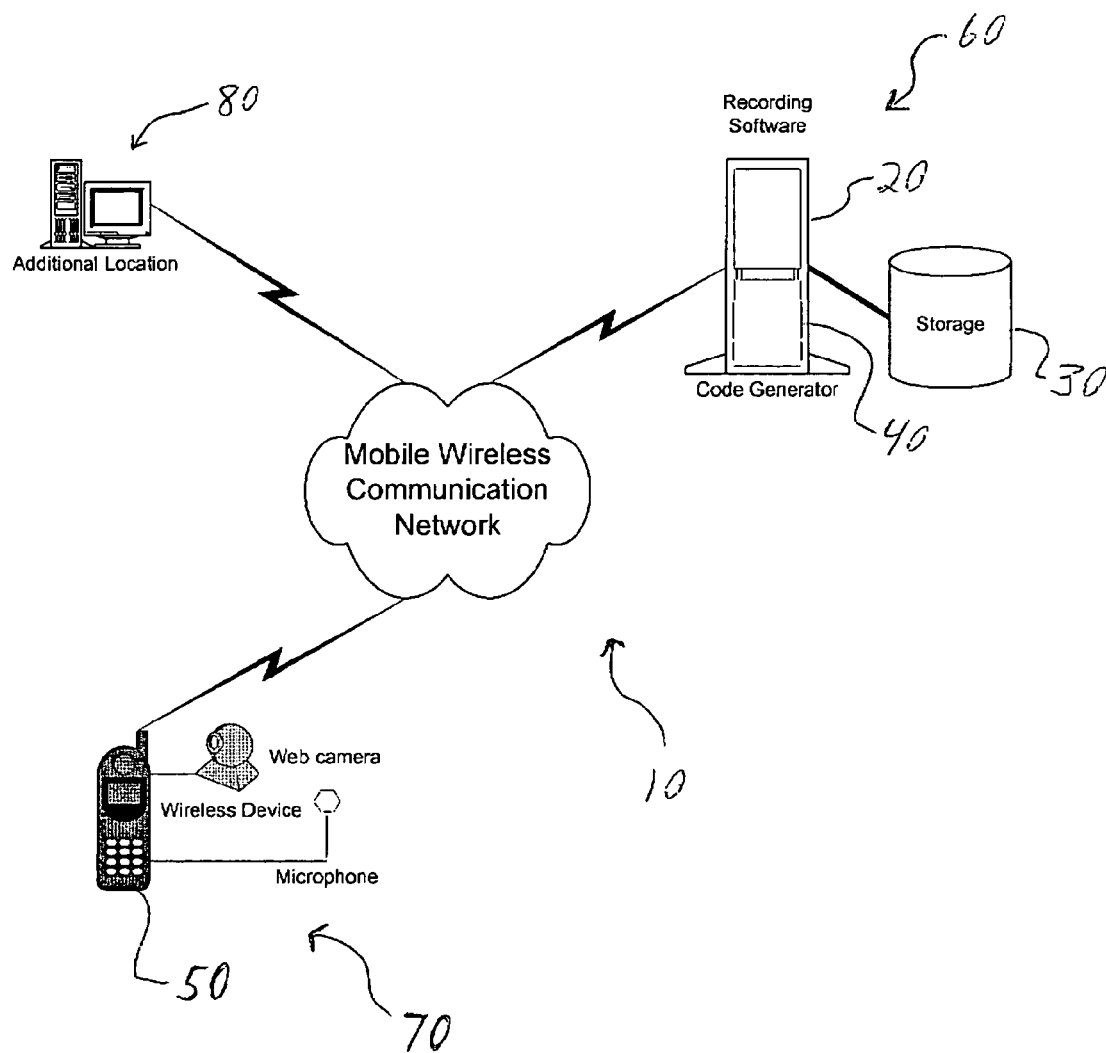 60
80
Recording
Software
20
Additional Location
Storage
30
Code Generator
40
Mobile Wireless
Communication
Network
10
Web camera
Wireless Device
Microphone
50
70